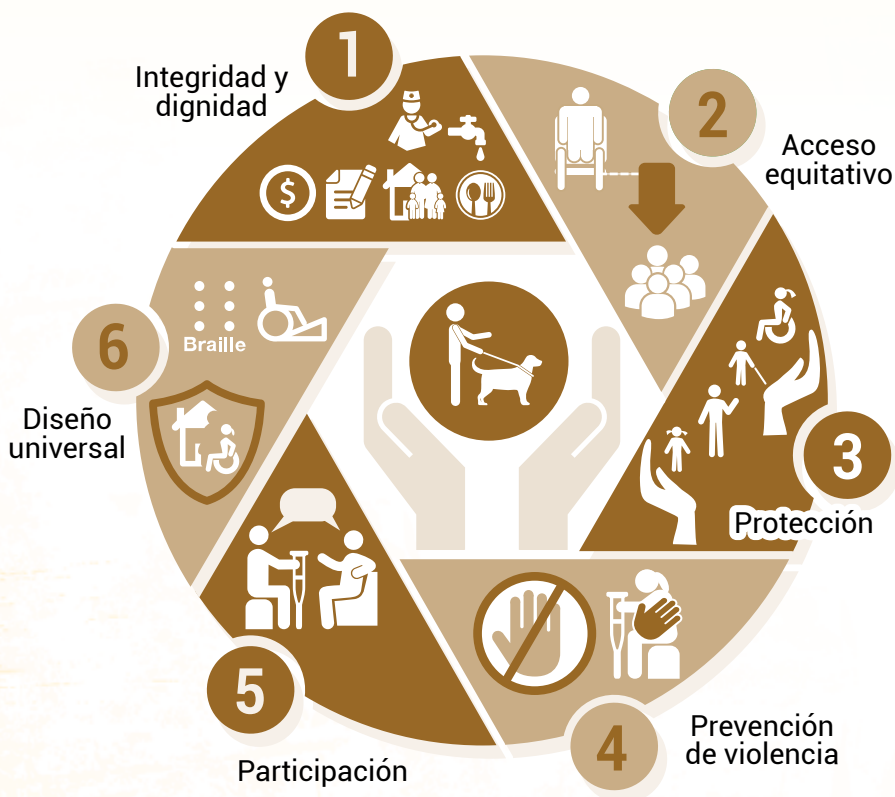 1
Integridad y
dignidad
$
2
Acceso
equitativo
3
Protección
4
Prevención
de violencia
5
Participación
6
Braille
Diseño
universal